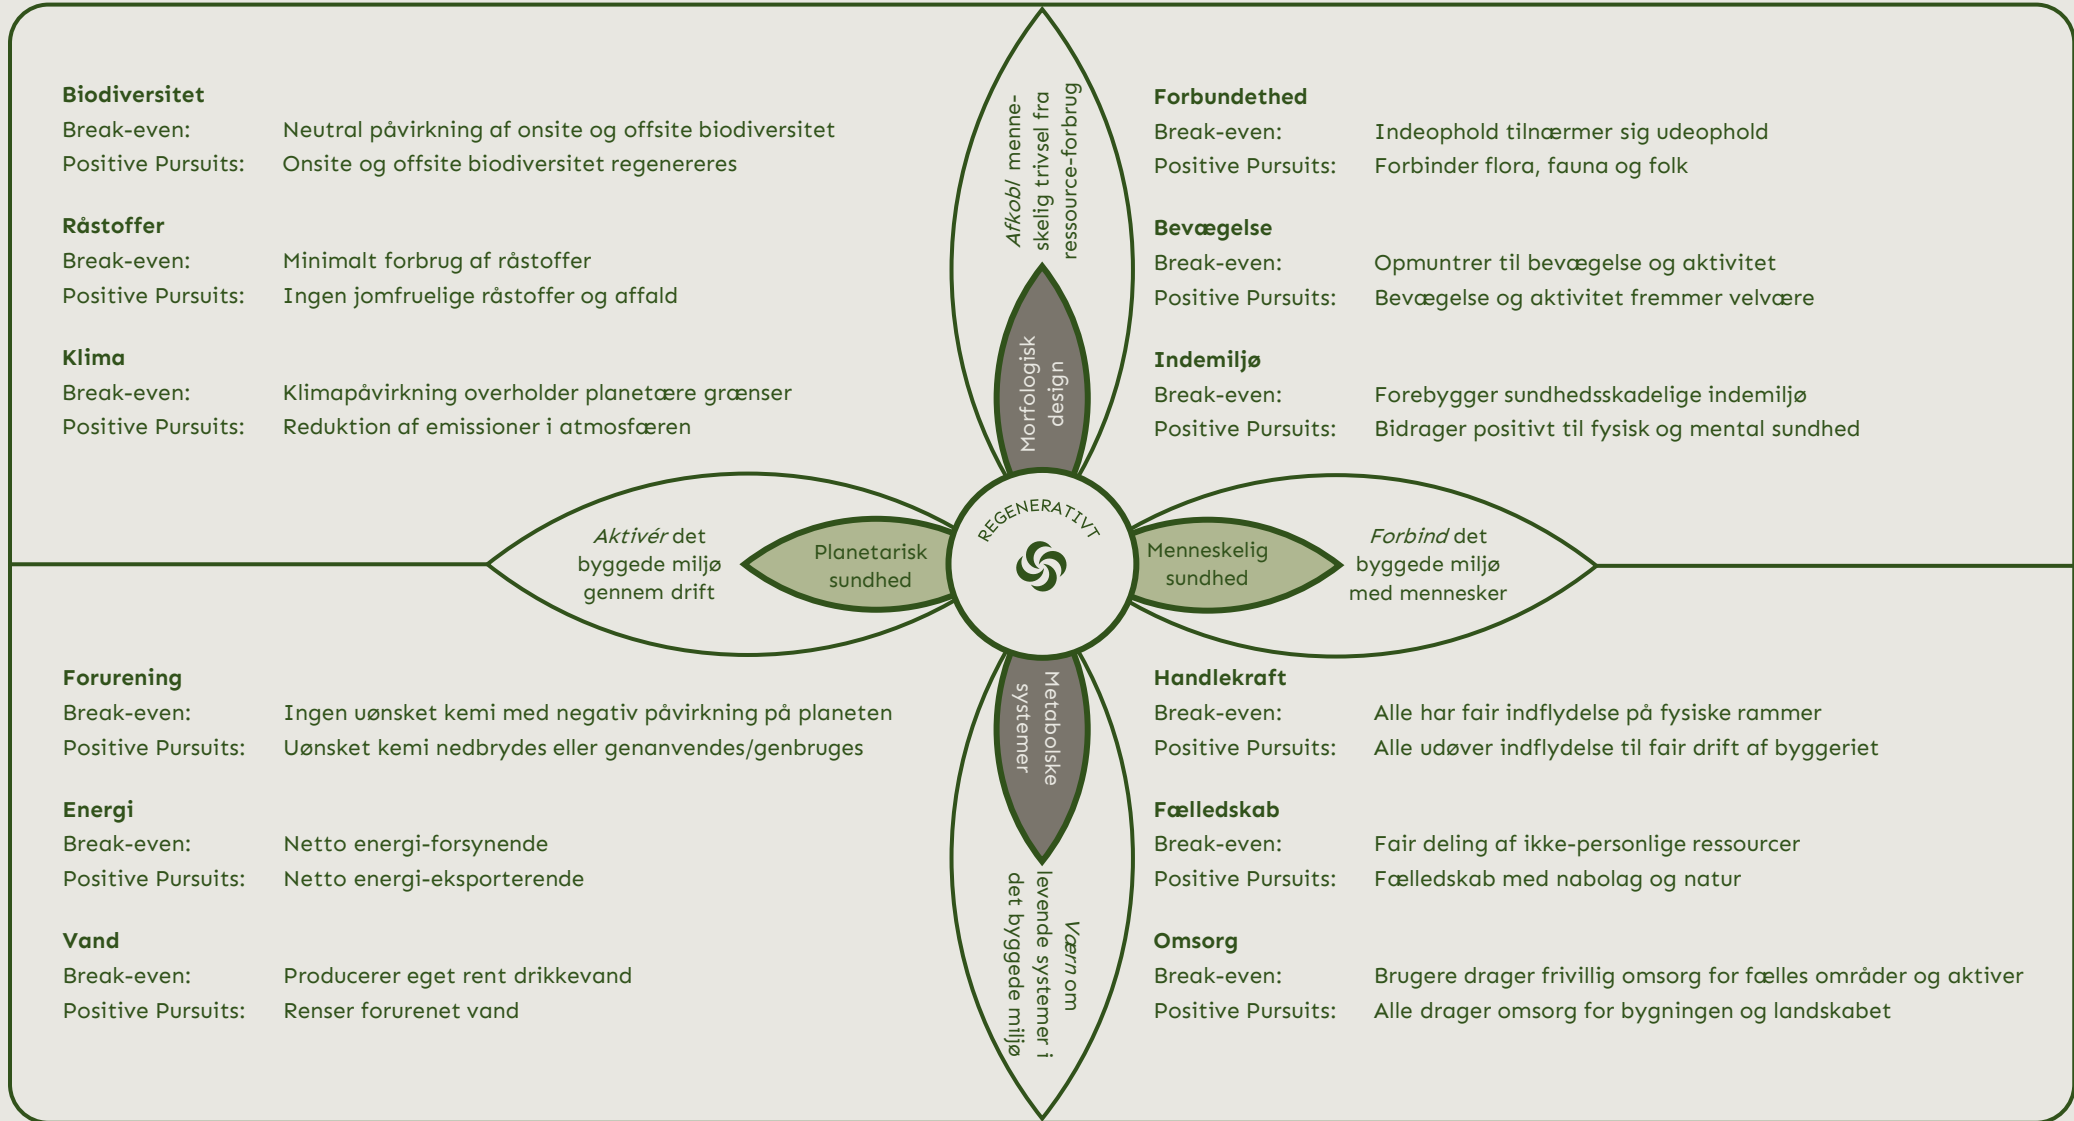 Biodiversitet
Break-even: Neutral påvirkning af onsite og offsite biodiversitet
Positive Pursuits: Onsite og offsite biodiversitet regenereres
Råstoffer
Break-even: Minimalt forbrug af råstoffer
Positive Pursuits: Ingen jomfruelige råstoffer og affald
Klima
Break-even: Klimapåvirkning overholder planetære grænser
Positive Pursuits: Reduktion af emissioner i atmosfæren
Afkobl menne-
skelig trivsel fra
ressource-forbrug
Morfologisk
design
Forbundethed
Break-even: Indeophold tilnærmer sig udeophold
Positive Pursuits: Forbinder flora, fauna og folk
Bevægelse
Break-even: Opmuntrer til bevægelse og aktivitet
Positive Pursuits: Bevægelse og aktivitet fremmer velvære
Indemiljø
Break-even: Forebygger sundhedsskadelige indemiljø
Positive Pursuits: Bidrager positivt til fysisk og mental sundhed
Aktivér det
byggede miljø
gennem drift
Planetarisk
sundhed
REGENERATIVT
Menneskelig
sundhed
Forbind det
byggede miljø
med mennesker
Forurening
Break-even: Ingen uønsket kemi med negativ påvirkning på planeten
Positive Pursuits: Uønsket kemi nedbrydes eller genanvendes/genbruges
Energi
Break-even: Netto energi-forsynende
Positive Pursuits: Netto energi-eksporterende
Vand
Break-even: Producerer eget rent drikkevand
Positive Pursuits: Renser forurenet vand
Metabolske
systemer
Værn om
levende systemer i
det byggede miljø
Handlekraft
Break-even: Alle har fair indflydelse på fysiske rammer
Positive Pursuits: Alle udøver indflydelse til fair drift af byggeriet
Fælledskab
Break-even: Fair deling af ikke-personlige ressourcer
Positive Pursuits: Fælledskab med nabolag og natur
Omsorg
Break-even: Brugere drager frivillig omsorg for fælles områder og aktiver
Positive Pursuits: Alle drager omsorg for bygningen og landskabet